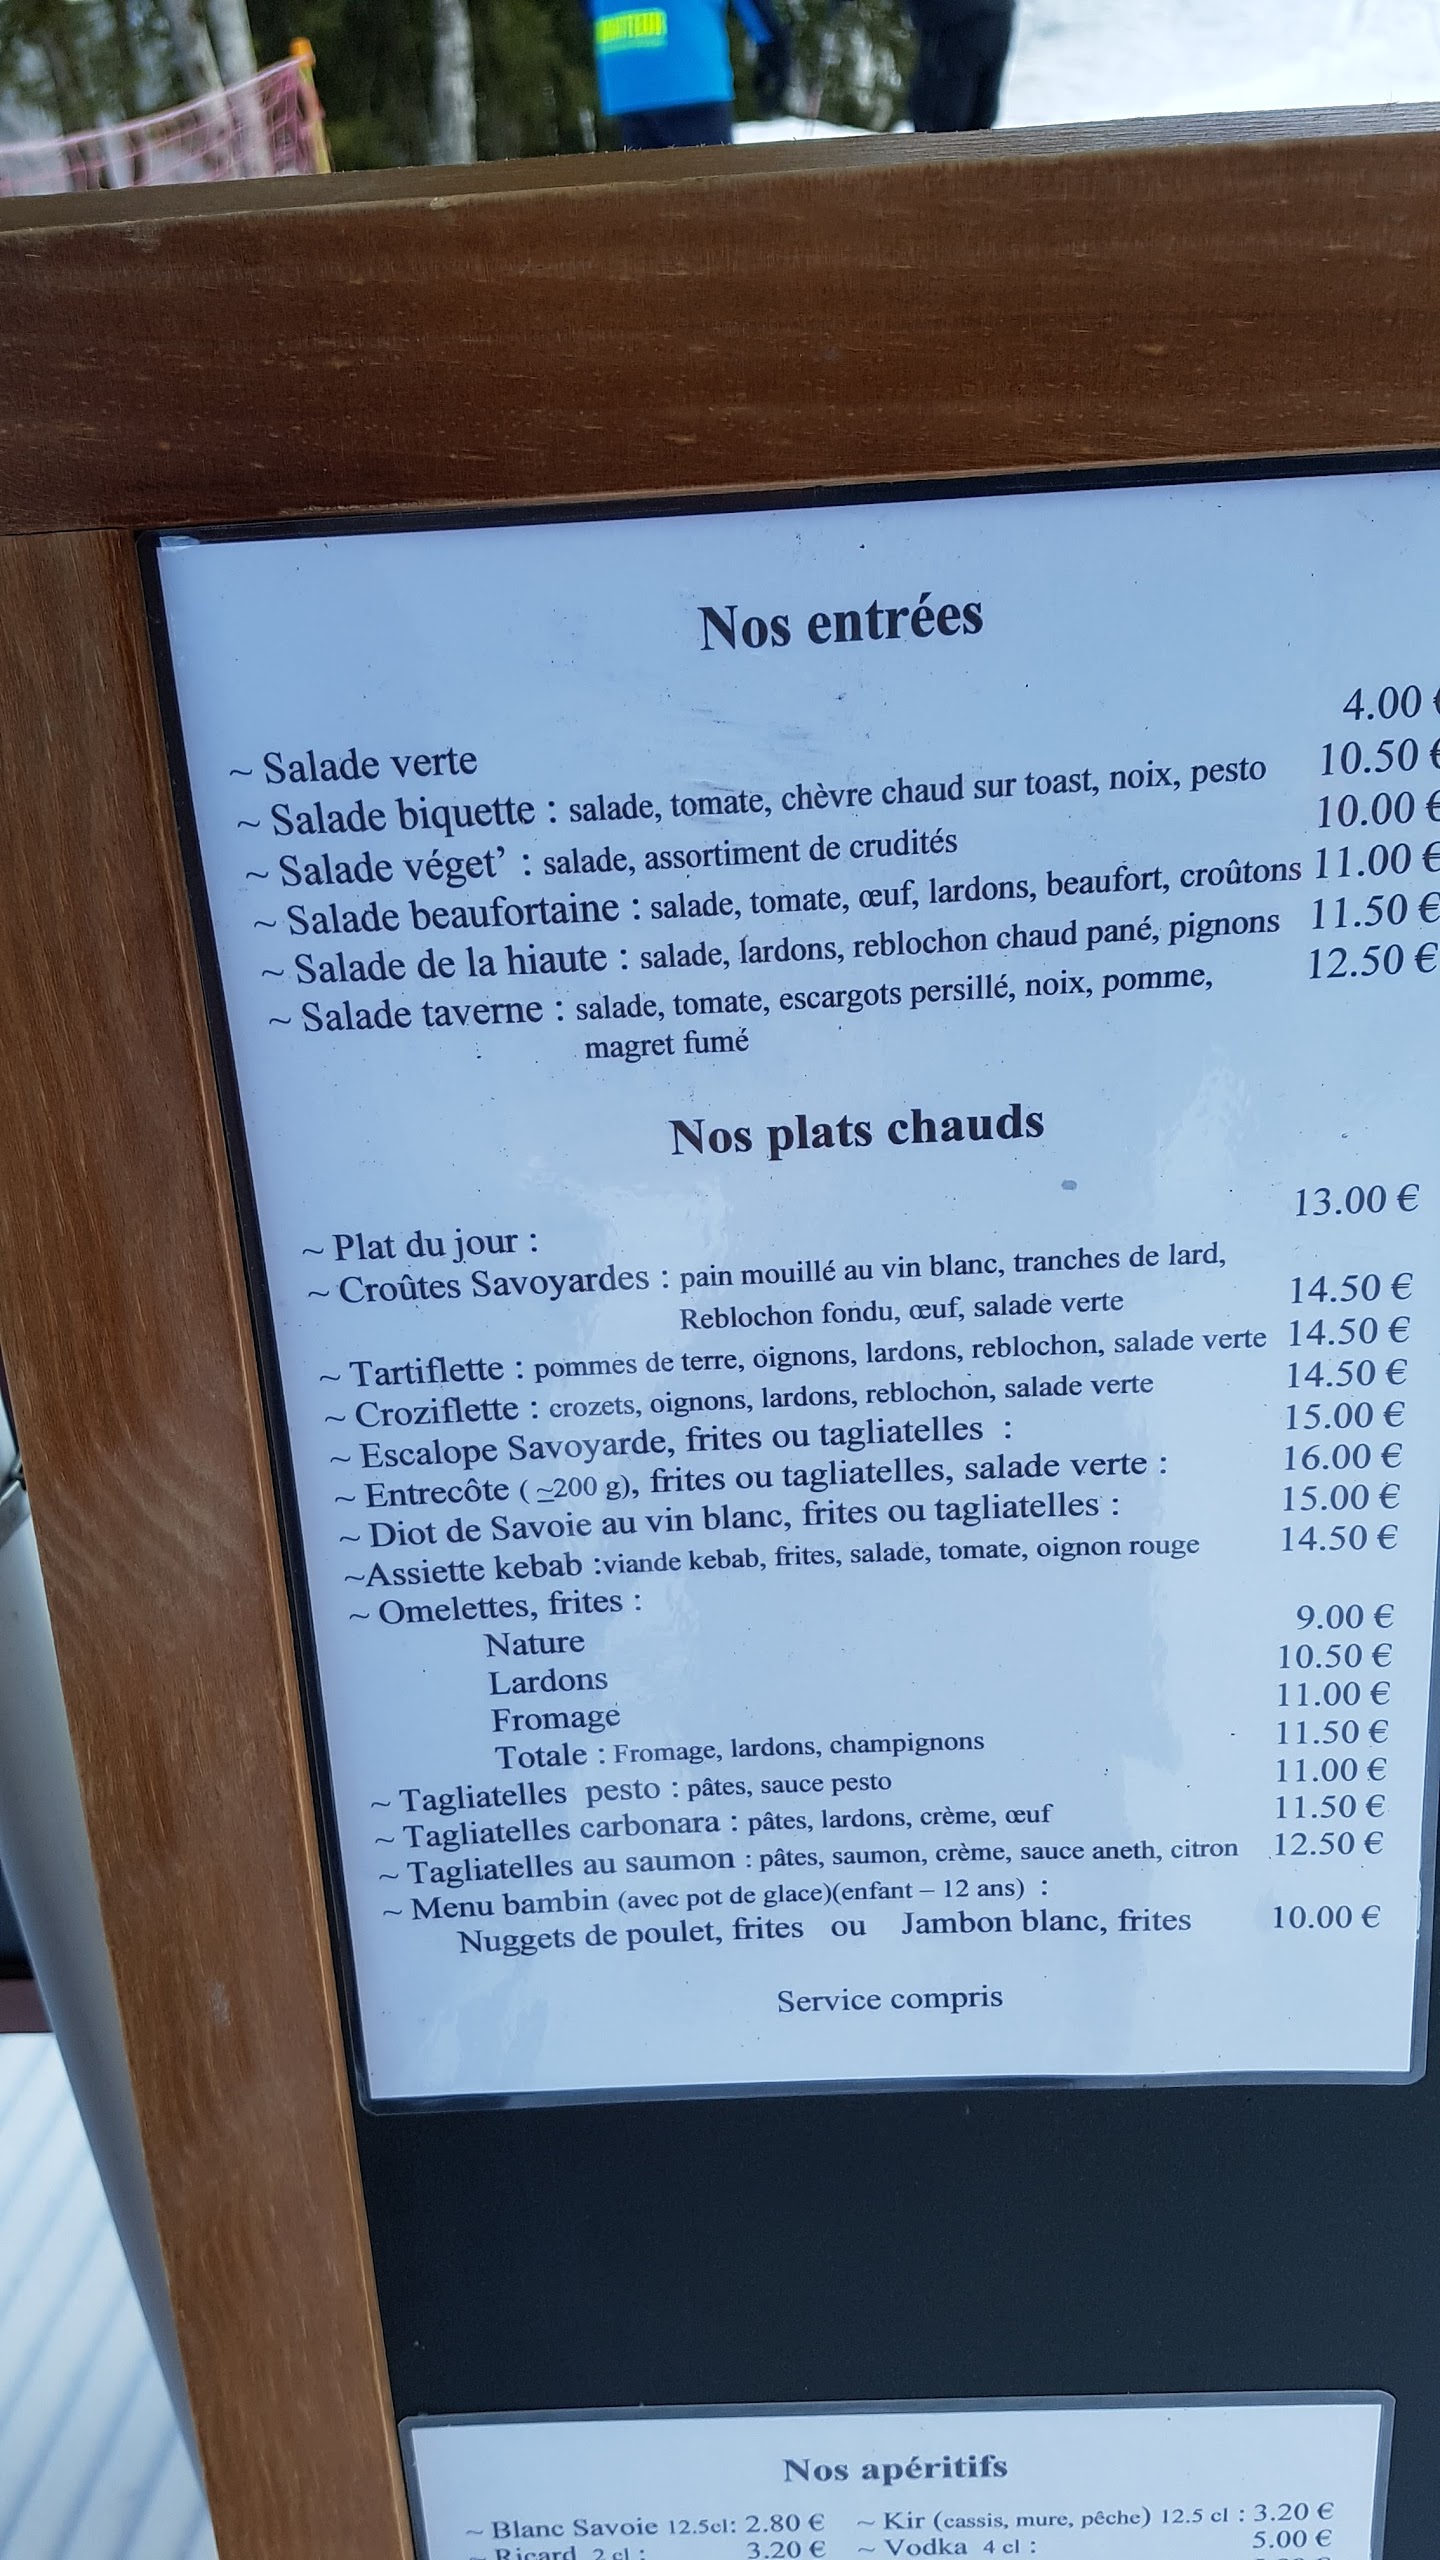 Nos entrées
~ Salade verte 4.00 €
~ Salade biquette : salade, tomate, chèvre chaud sur toast, noix, pesto 10.50 €
~ Salade véget’ : salade, assortiment de crudités 10.00 €
~ Salade beaufortaine : salade, tomate, œuf, lardons, beaufort, croûtons 11.00 €
~ Salade de la hiaute : salade, lardons, reblochon chaud pané, pignons 11.50 €
~ Salade taverne : salade, tomate, escargots persillé, noix, pomme, 12.50 €
magret fumé
Nos plats chauds
~ Plat du jour : 13.00 €
~ Croûtes Savoyardes : pain mouillé au vin blanc, tranches de lard,
Reblochon fondu, œuf, salade verte 14.50 €
~ Tartiflette : pommes de terre, oignons, lardons, reblochon, salade verte 14.50 €
~ Croziflette : crozets, oignons, lardons, reblochon, salade verte 14.50 €
~ Escalope Savoyarde, frites ou tagliatelles : 15.00 €
~ Entrecôte ( ~200 g), frites ou tagliatelles, salade verte : 16.00 €
~ Diot de Savoie au vin blanc, frites ou tagliatelles : 15.00 €
~Assiette kebab :viande kebab, frites, salade, tomate, oignon rouge 14.50 €
~ Omelettes, frites :
Nature 9.00 €
Lardons 10.50 €
Fromage 11.00 €
Totale : Fromage, lardons, champignons 11.50 €
~ Tagliatelles pesto : pâtes, sauce pesto 11.00 €
~ Tagliatelles carbonara : pâtes, lardons, crème, œuf 11.50 €
~ Tagliatelles au saumon : pâtes, saumon, crème, sauce aneth, citron 12.50 €
~ Menu bambin (avec pot de glace)(enfant – 12 ans) :
Nuggets de poulet, frites ou Jambon blanc, frites 10.00 €
Service compris
Nos apéritifs
~ Blanc Savoie 12.5cl: 2.80 € ~ Kir (cassis, mure, pêche) 12.5 cl : 3.20 €
~ Ricard 2 cl : 3.20 € ~ Vodka 4 cl : 5.00 €